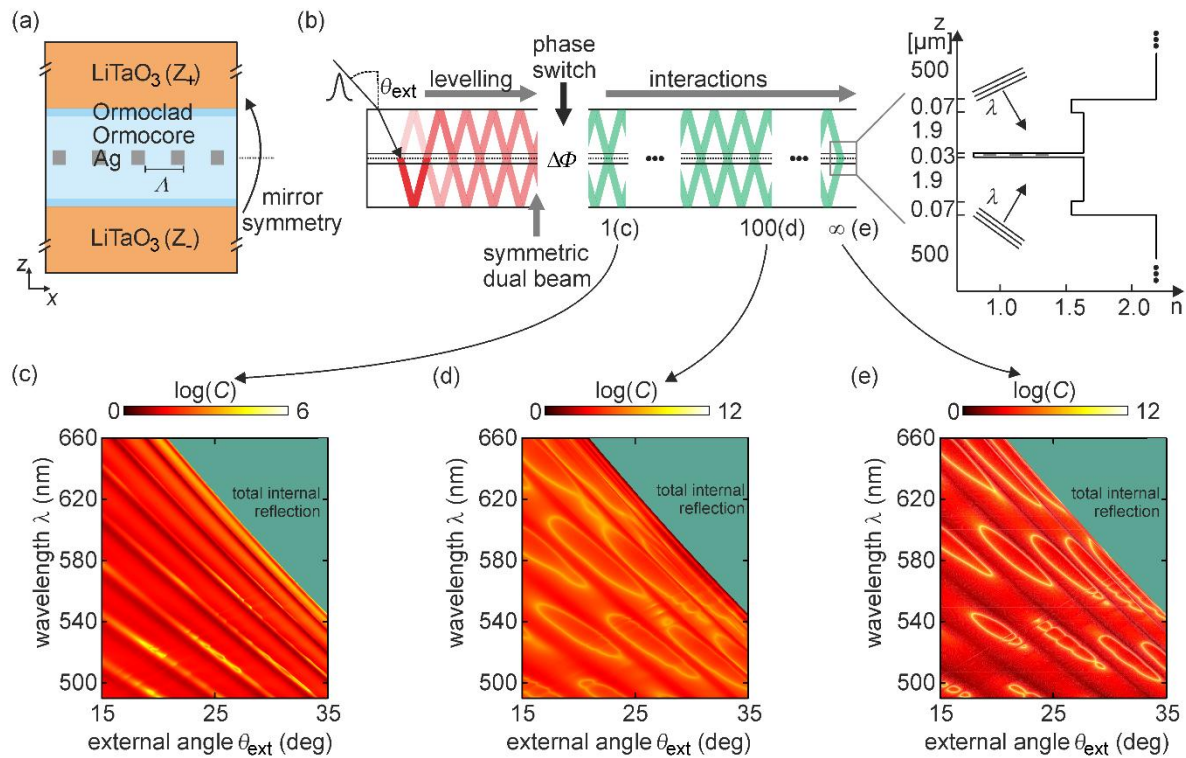 (a)
LiTaO₃ (Z₊)
Ormoclad
Ormocore
Ag
Λ
LiTaO₃ (Z₋)
mirror
symmetry
z
x
(b)
θext
levelling
phase
switch
interactions
ΔΦ
•••
•••
1(c)
100(d)
∞ (e)
symmetric
dual beam
z
[µm]
500
0.07
1.9
0.03
1.9
0.07
500
λ
λ
1.0
1.5
2.0
n
(c)
log(C)
0
6
wavelength λ (nm)
660
620
580
540
500
total internal
reflection
15
25
35
external angle θext (deg)
(d)
log(C)
0
12
wavelength λ (nm)
660
620
580
540
500
total internal
reflection
15
25
35
external angle θext (deg)
(e)
log(C)
0
12
wavelength λ (nm)
660
620
580
540
500
total internal
reflection
15
25
35
external angle θext (deg)